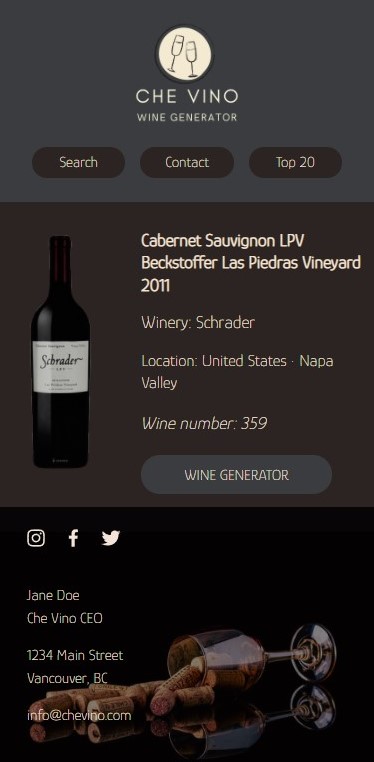 CHE VINO
WINE GENERATOR
Search
Contact
Top 20
Cabernet Sauvignon LPV
Beckstoffer Las Piedras Vineyard
2011
Winery: Schrader
Location: United States · Napa
Valley
Wine number: 359
WINE GENERATOR
Schrader
LPV
Jane Doe
Che Vino CEO
1234 Main Street
Vancouver, BC
info@chevino.com